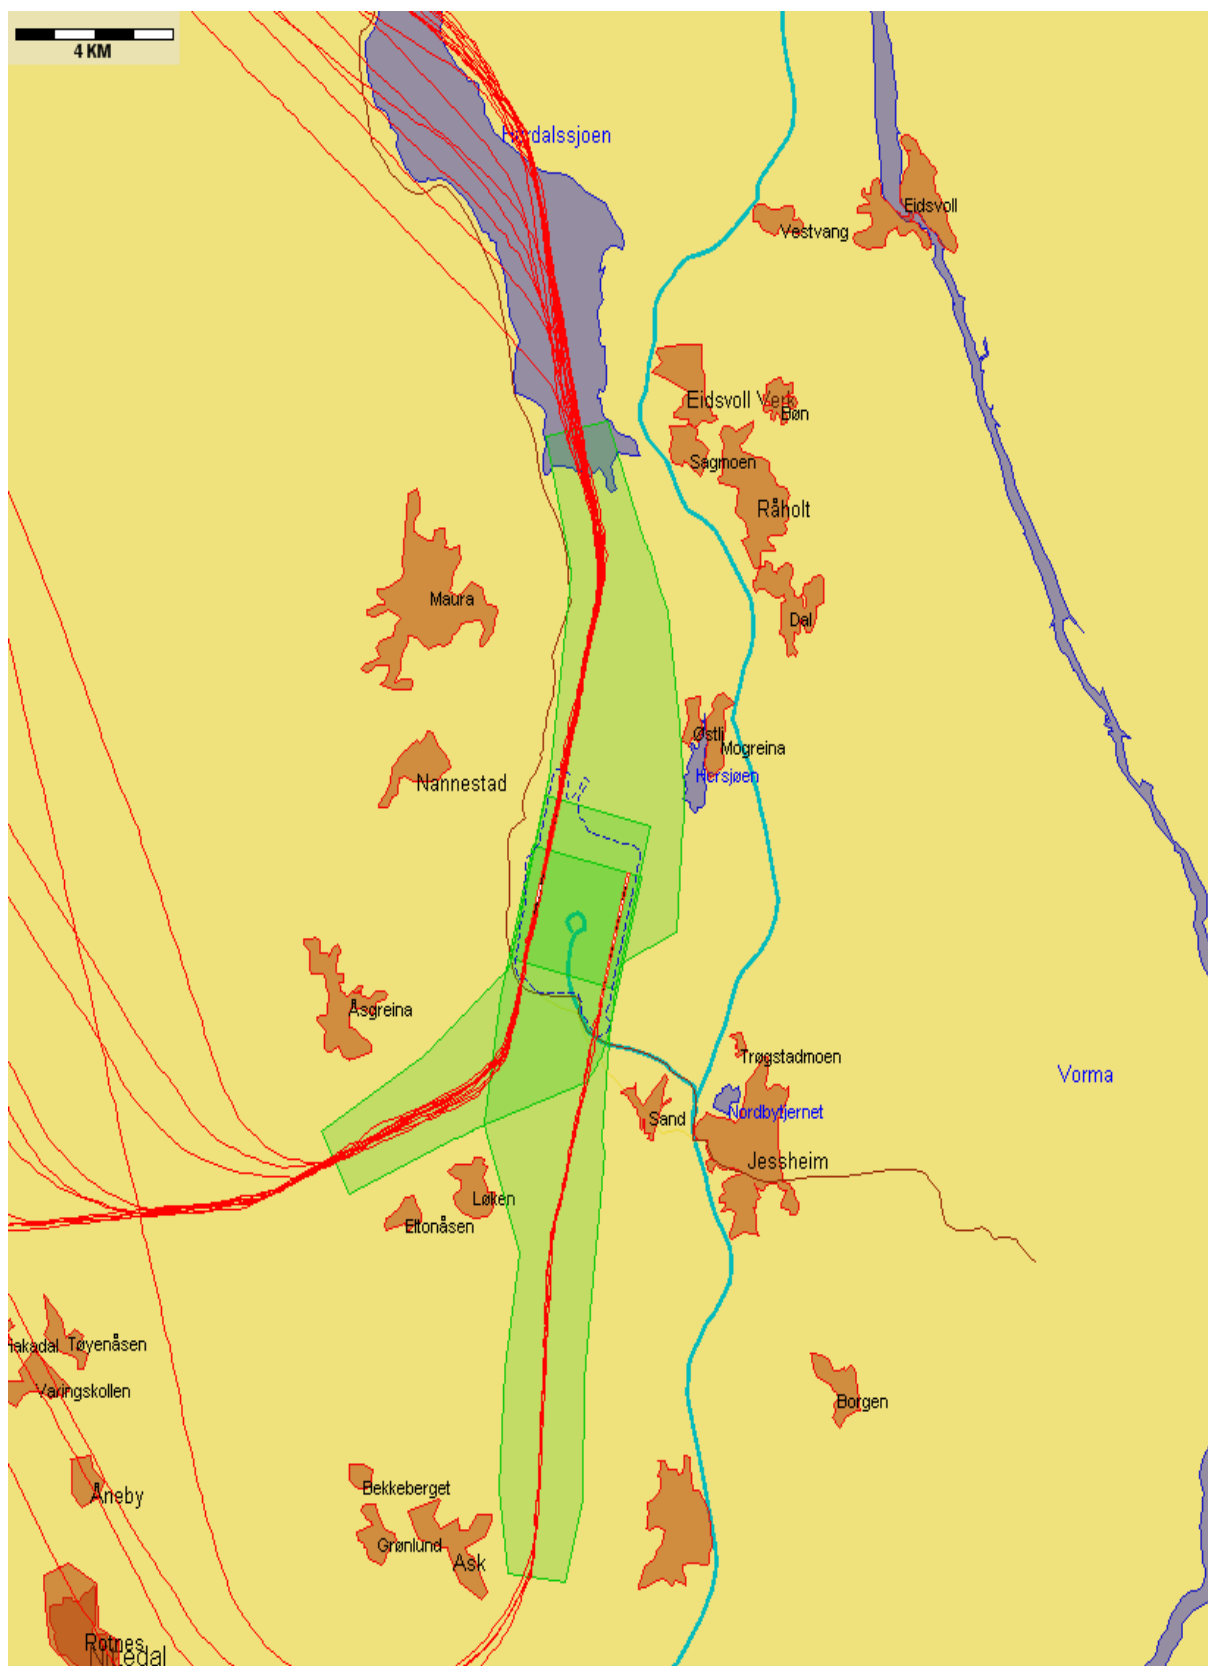 4 KM
Hurdalssjoen
Eidsvoll
Vestvang
Eidsvoll Verk
Bøn
Sagmoen
Råholt
Maura
Dal
Østli
Mogreina
Hersjøen
Nannestad
Åsgreina
Trøgstadmoen
Vorma
Sand
Nordbytjernet
Jessheim
Løken
Eltonåsen
Hakadal
Tøyenåsen
Varingskollen
Borgen
Åneby
Bekkeberget
Grønlund
Ask
Rotnes
Nittedal